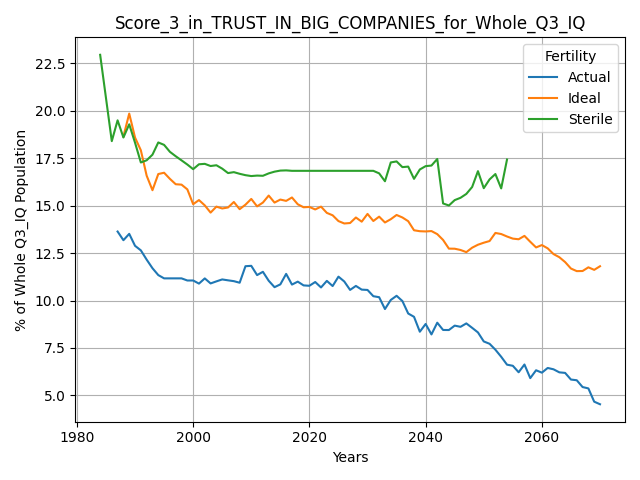 Score_3_in_TRUST_IN_BIG_COMPANIES_for_Whole_Q3_IQ
Fertility
Actual
Ideal
Sterile
% of Whole Q3_IQ Population
22.5
20.0
17.5
15.0
12.5
10.0
7.5
5.0
1980
2000
2020
2040
2060
Years